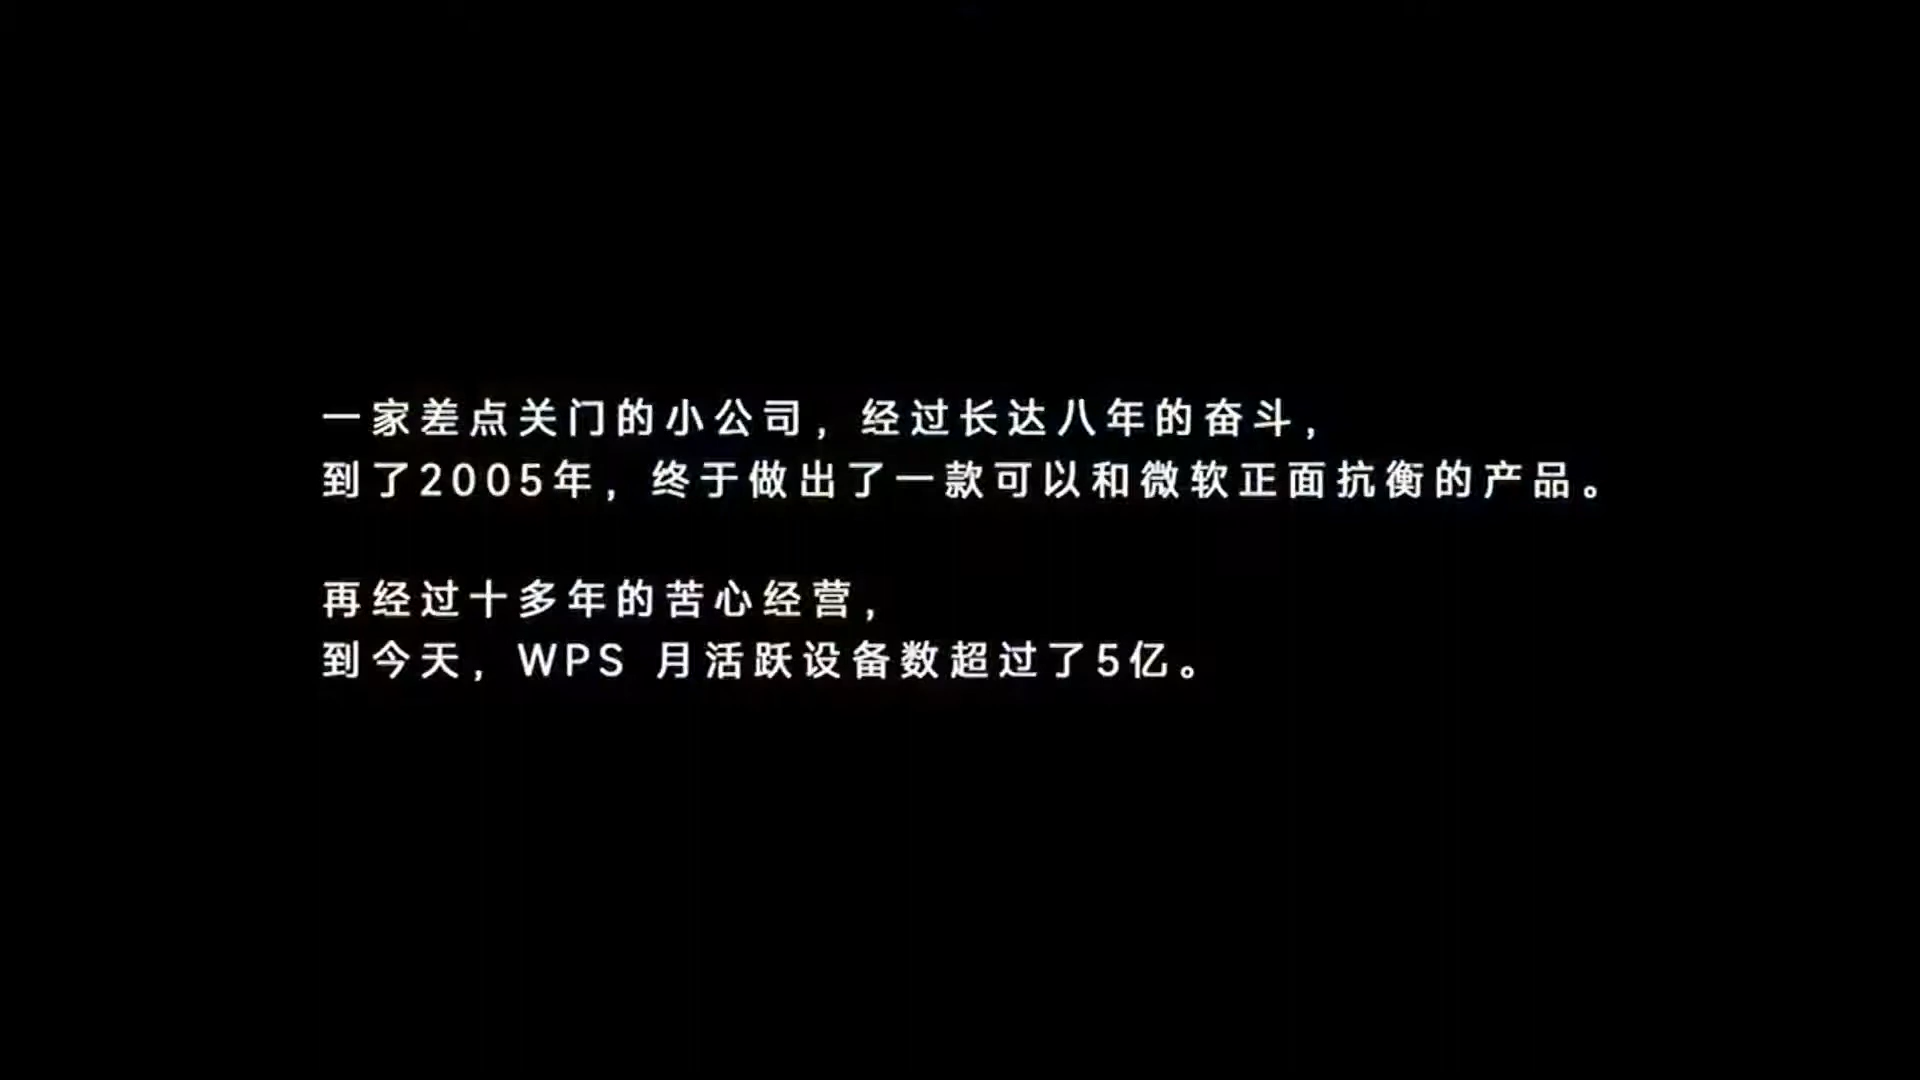 一家差点关门的小公司，经过长达八年的奋斗，
到了2005年，终于做出了一款可以和微软正面抗衡的产品。
再经过十多年的苦心经营，
到今天，WPS 月活跃设备数超过了5亿。